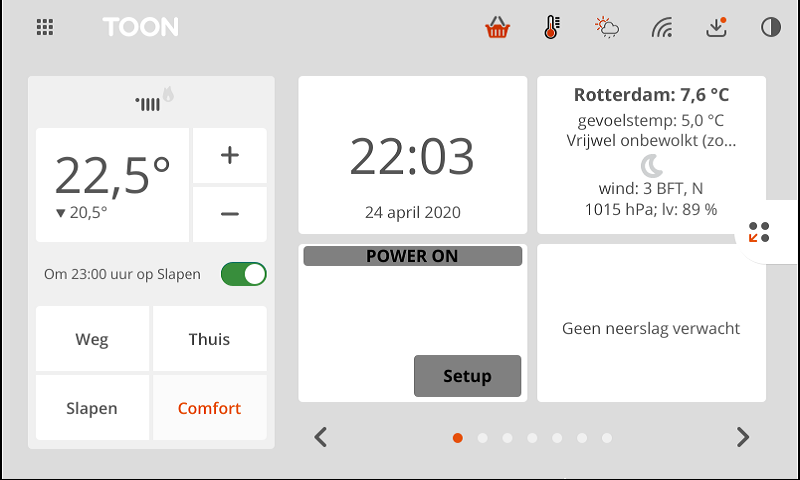 TOON
22,5°
▼ 20,5°
+
−
Om 23:00 uur op Slapen
Weg
Thuis
Slapen
Comfort
22:03
24 april 2020
Rotterdam: 7,6 °C
gevoelstemp: 5,0 °C
Vrijwel onbewolkt (zo...
wind: 3 BFT, N
1015 hPa; lv: 89 %
POWER ON
Setup
Geen neerslag verwacht